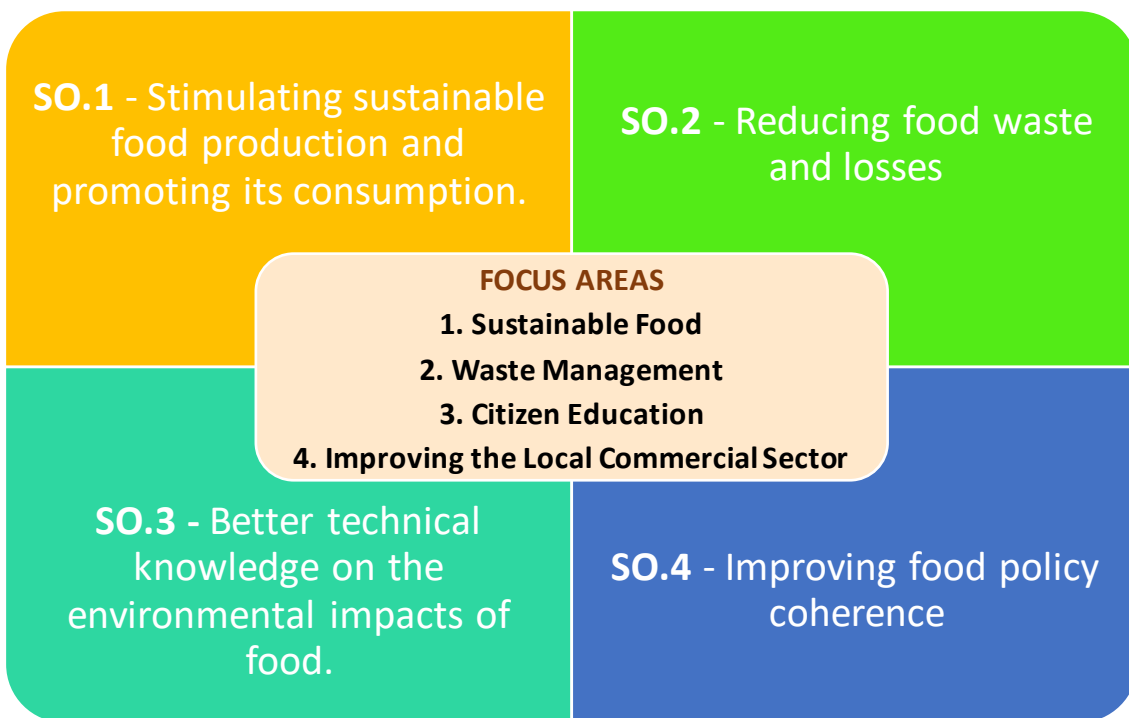 SO.1 - Stimulating sustainable
food production and
promoting its consumption.
SO.2 - Reducing food waste
and losses
FOCUS AREAS
1. Sustainable Food
2. Waste Management
3. Citizen Education
4. Improving the Local Commercial Sector
SO.3 - Better technical
knowledge on the
environmental impacts of
food.
SO.4 - Improving food policy
coherence